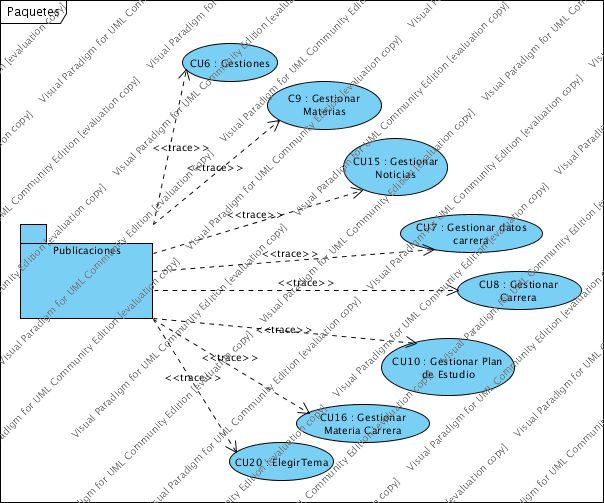 Paquetes
CU6 : Gestiones
C9 : Gestionar
Materias
<<trace>>
<<trace>>
CU15 : Gestionar
Noticias
<<trace>>
CU7 : Gestionar datos
carrera
Publicaciones
<<trace>>
<<trace>>
CU8 : Gestionar
Carrera
<<trace>>
CU10 : Gestionar Plan
de Estudio
<<trace>>
<<trace>>
CU16 : Gestionar
Materia Carrera
CU20 : ElegirTema
Visual Paradigm for UML Community Edition [evaluation copy]